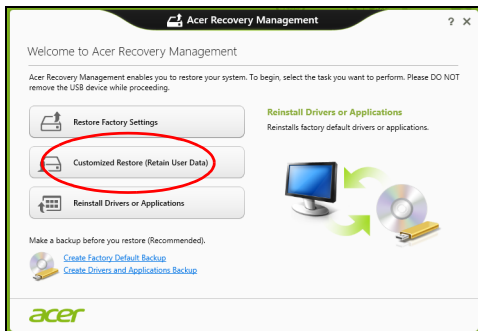 Acer Recovery Management
? X
Welcome to Acer Recovery Management
Acer Recovery Management enables you to restore your system. To begin, select the task you want to perform. Please DO NOT
remove the USB device while proceeding.
Restore Factory Settings
Reinstall Drivers or Applications
Reinstalls factory default drivers or applications.
Customized Restore (Retain User Data)
Reinstall Drivers or Applications
Make a backup before you restore (Recommended).
Create Factory Default Backup
Create Drivers and Applications Backup
acer